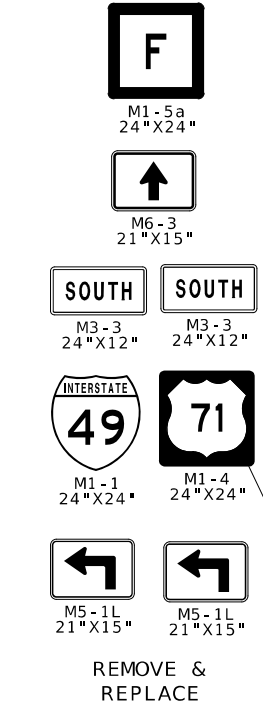 F
M1-5a
24"X24"
M6-3
21"X15"
SOUTH SOUTH
M3-3 M3-3
24"X12" 24"X12"
INTERSTATE
49 71
M1-1 M1-4
24"X24" 24"X24"
M5-1L M5-1L
21"X15" 21"X15"
REMOVE &
REPLACE